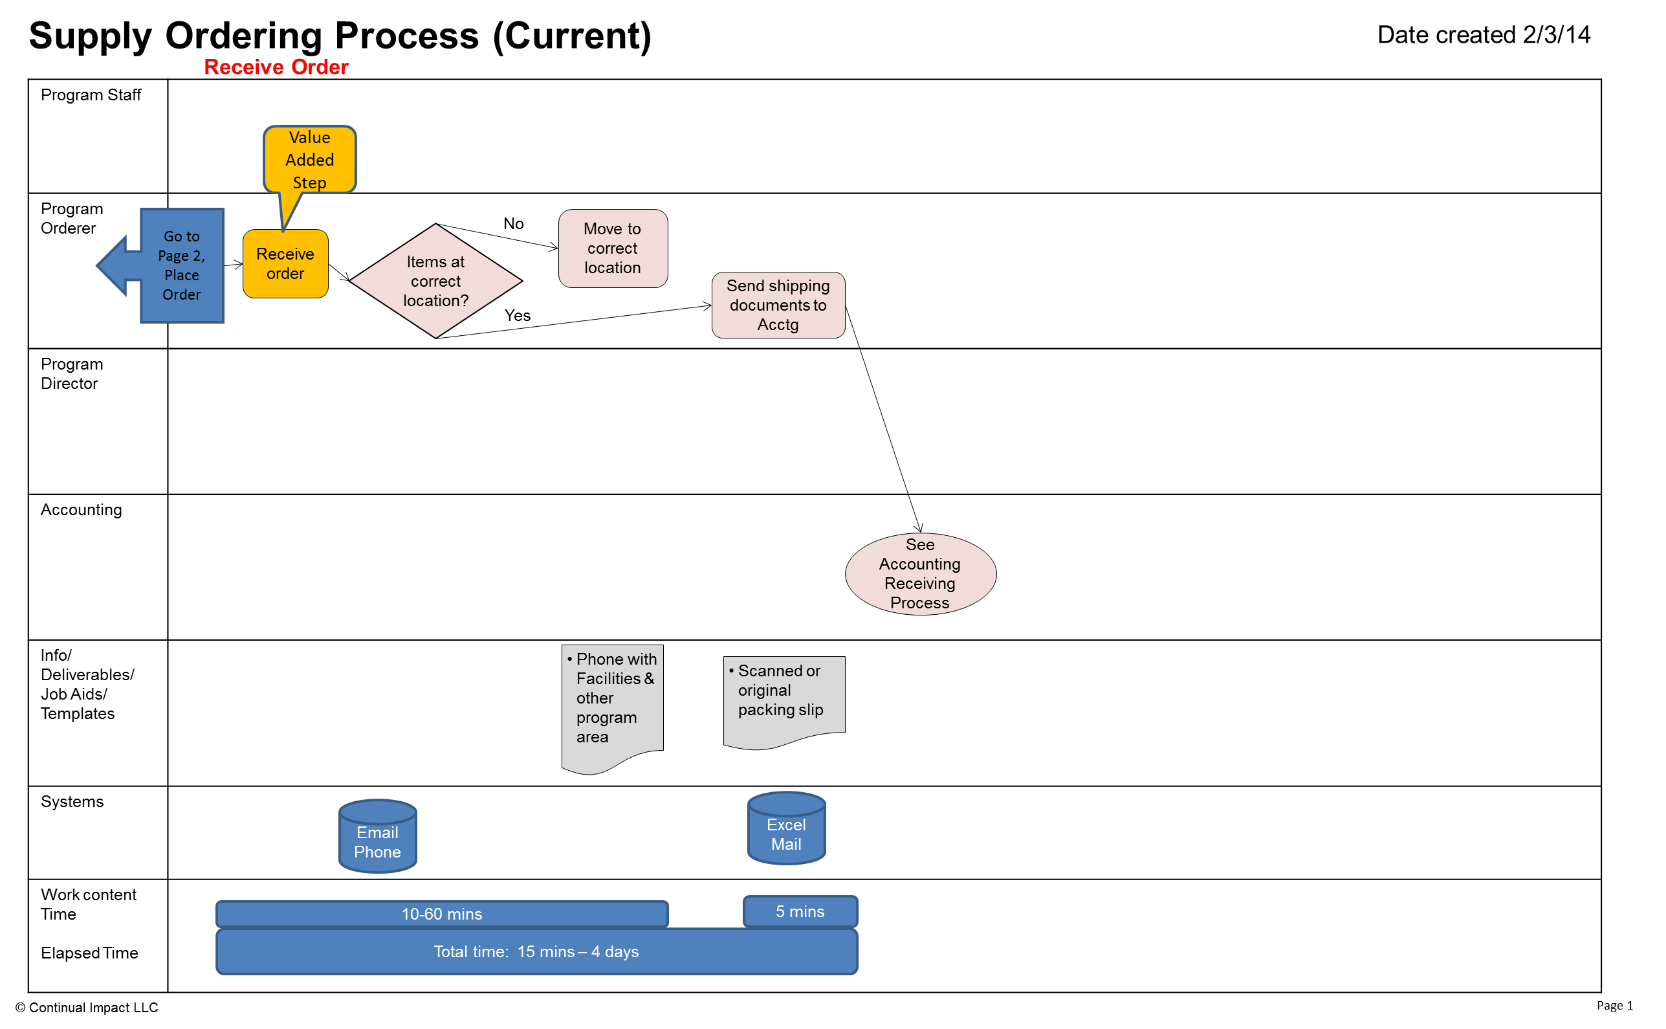 Supply Ordering Process (Current)
Date created 2/3/14
Receive Order
Program Staff
Value
Added
Step
Program
Orderer
Go to
Page 2,
Place
Order
Receive
order
Items at
correct
location?
No
Yes
Move to
correct
location
Send shipping
documents to
Acctg
Program
Director
Accounting
See
Accounting
Receiving
Process
Info/
Deliverables/
Job Aids/
Templates
• Phone with
Facilities &
other
program
area
• Scanned or
original
packing slip
Systems
Email
Phone
Excel
Mail
Work content
Time
10-60 mins
5 mins
Elapsed Time
Total time:  15 mins – 4 days
© Continual Impact LLC
Page 1